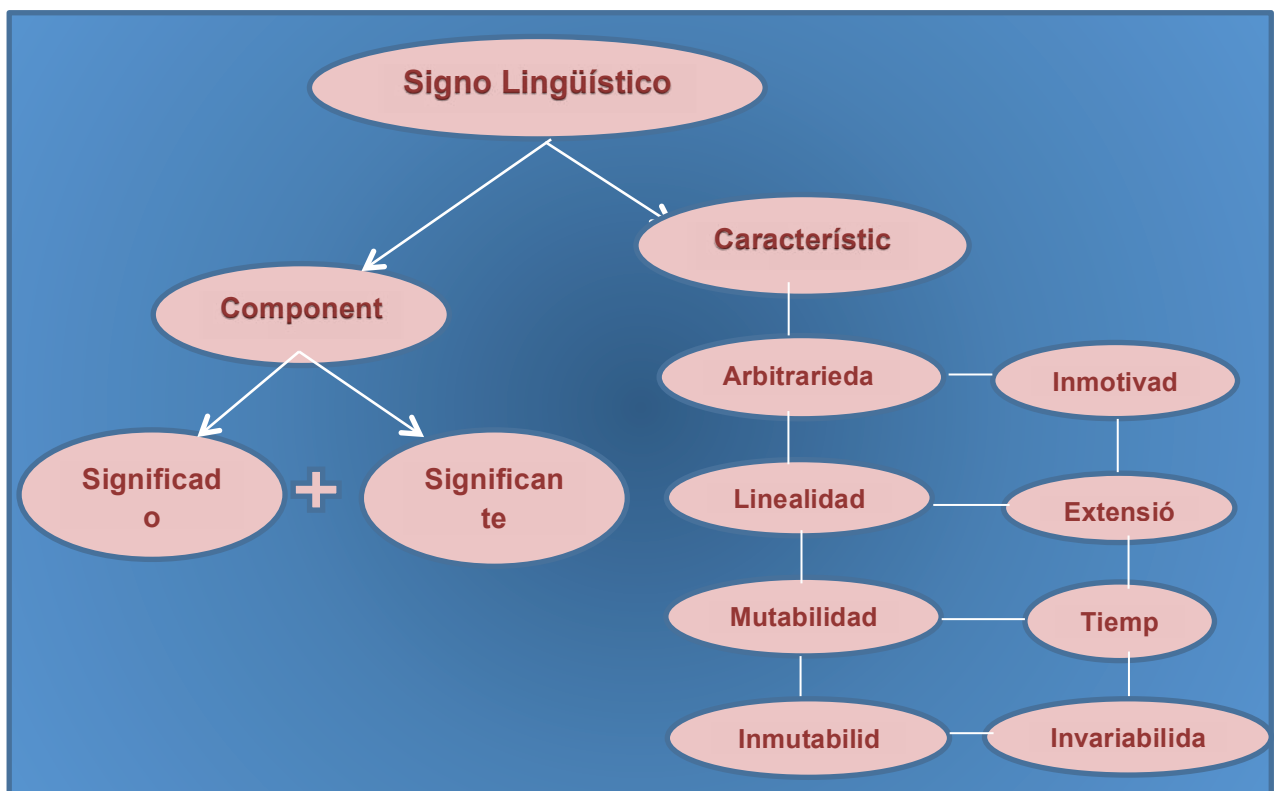 Signo Lingüístico
Característic
Component
Arbitrarieda
Inmotivad
Significad
o
+
Significan
te
Linealidad
Extensió
Mutabilidad
Tiemp
Inmutabilid
Invariabilida